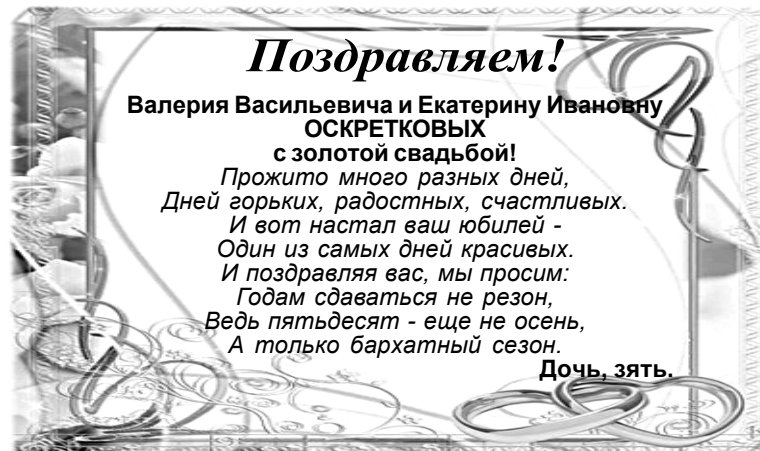 Поздравляем!
Валерия Васильевича и Екатерину Ивановну
ОСКРЕТКОВЫХ
с золотой свадьбой!
Прожито много разных дней,
Дней горьких, радостных, счастливых.
И вот настал ваш юбилей -
Один из самых дней красивых.
И поздравляя вас, мы просим:
Годам сдаваться не резон,
Ведь пятьдесят - еще не осень,
А только бархатный сезон.
Дочь, зять.